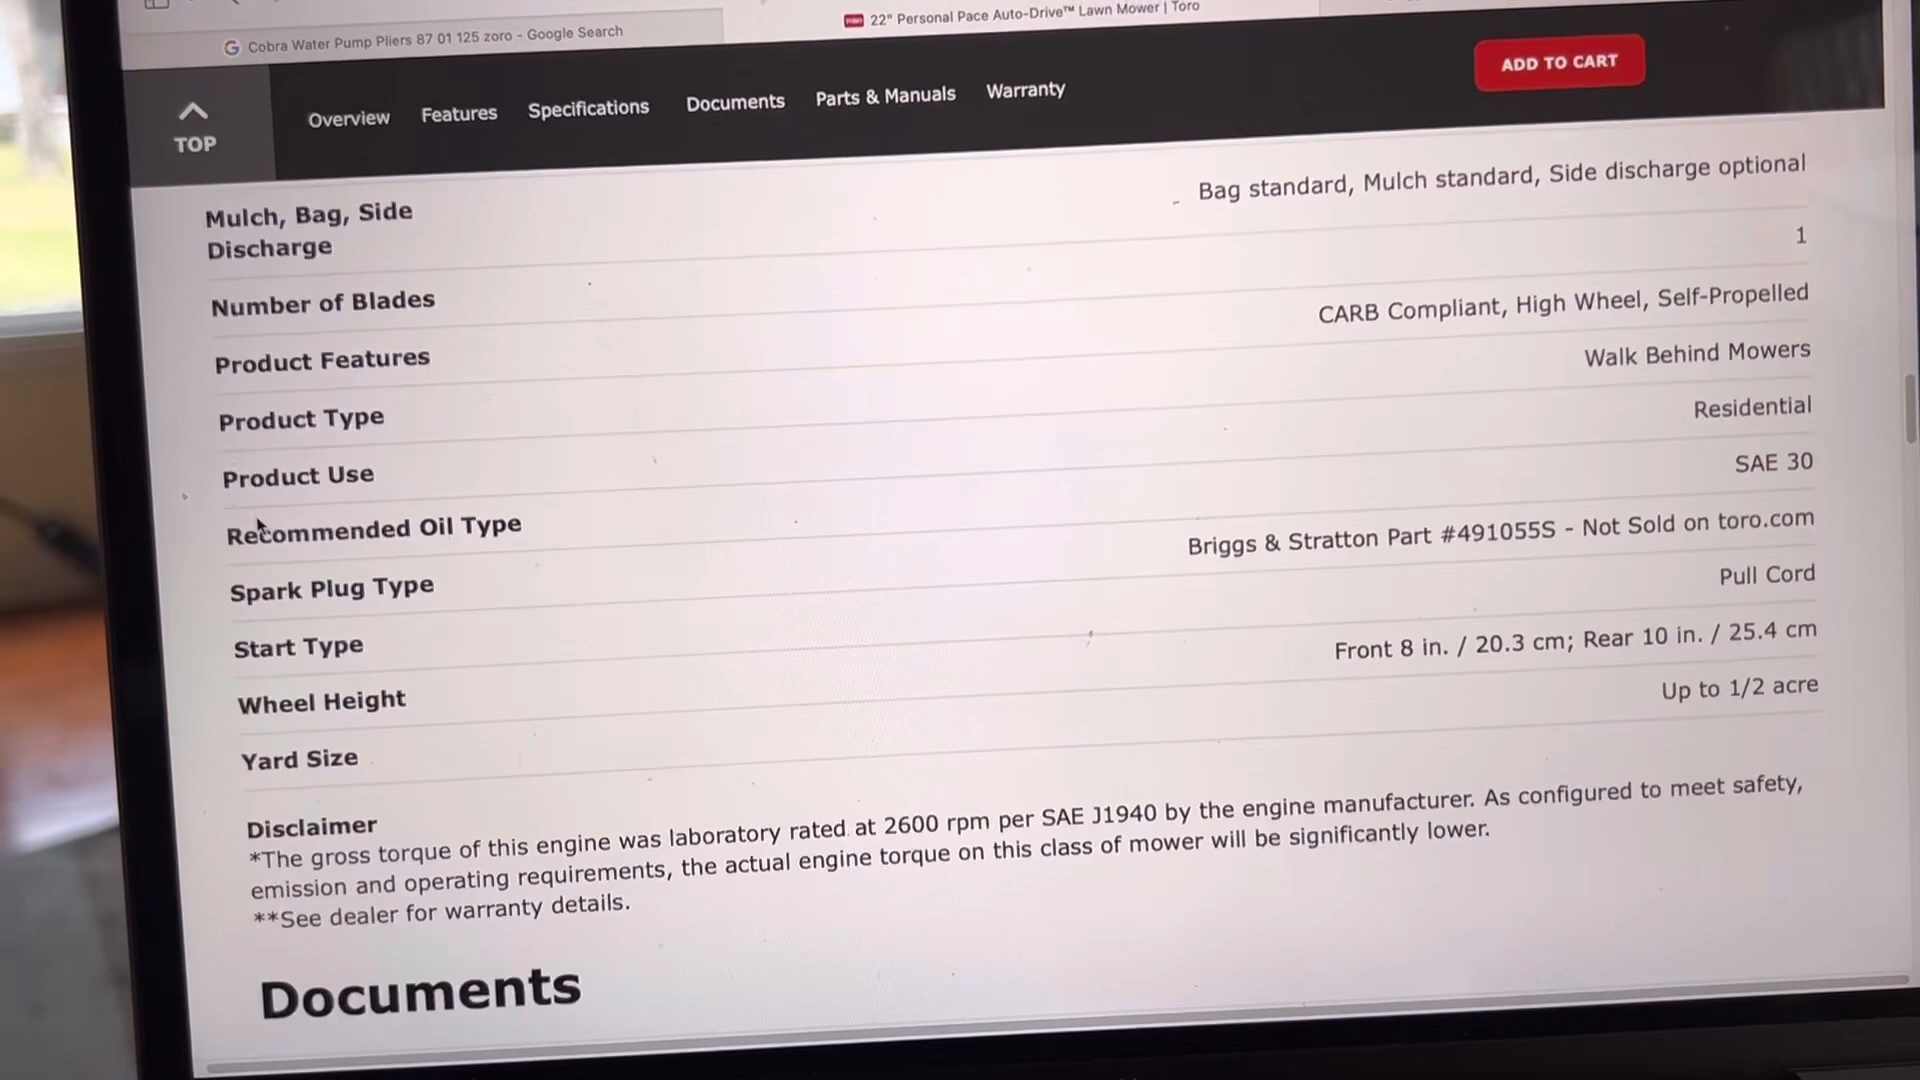 Cobra Water Pump Pliers 87 01 125 zoro - Google Search
22" Personal Pace Auto-Drive™ Lawn Mower | Toro
TOP
Overview
Features
Specifications
Documents
Parts & Manuals
Warranty
ADD TO CART
Mulch, Bag, Side
Discharge
Bag standard, Mulch standard, Side discharge optional
Number of Blades
1
Product Features
CARB Compliant, High Wheel, Self-Propelled
Product Type
Walk Behind Mowers
Product Use
Residential
Recommended Oil Type
SAE 30
Spark Plug Type
Briggs & Stratton Part #491055S - Not Sold on toro.com
Start Type
Pull Cord
Wheel Height
Front 8 in. / 20.3 cm; Rear 10 in. / 25.4 cm
Yard Size
Up to 1/2 acre
Disclaimer
*The gross torque of this engine was laboratory rated at 2600 rpm per SAE J1940 by the engine manufacturer. As configured to meet safety,
emission and operating requirements, the actual engine torque on this class of mower will be significantly lower.
**See dealer for warranty details.
Documents